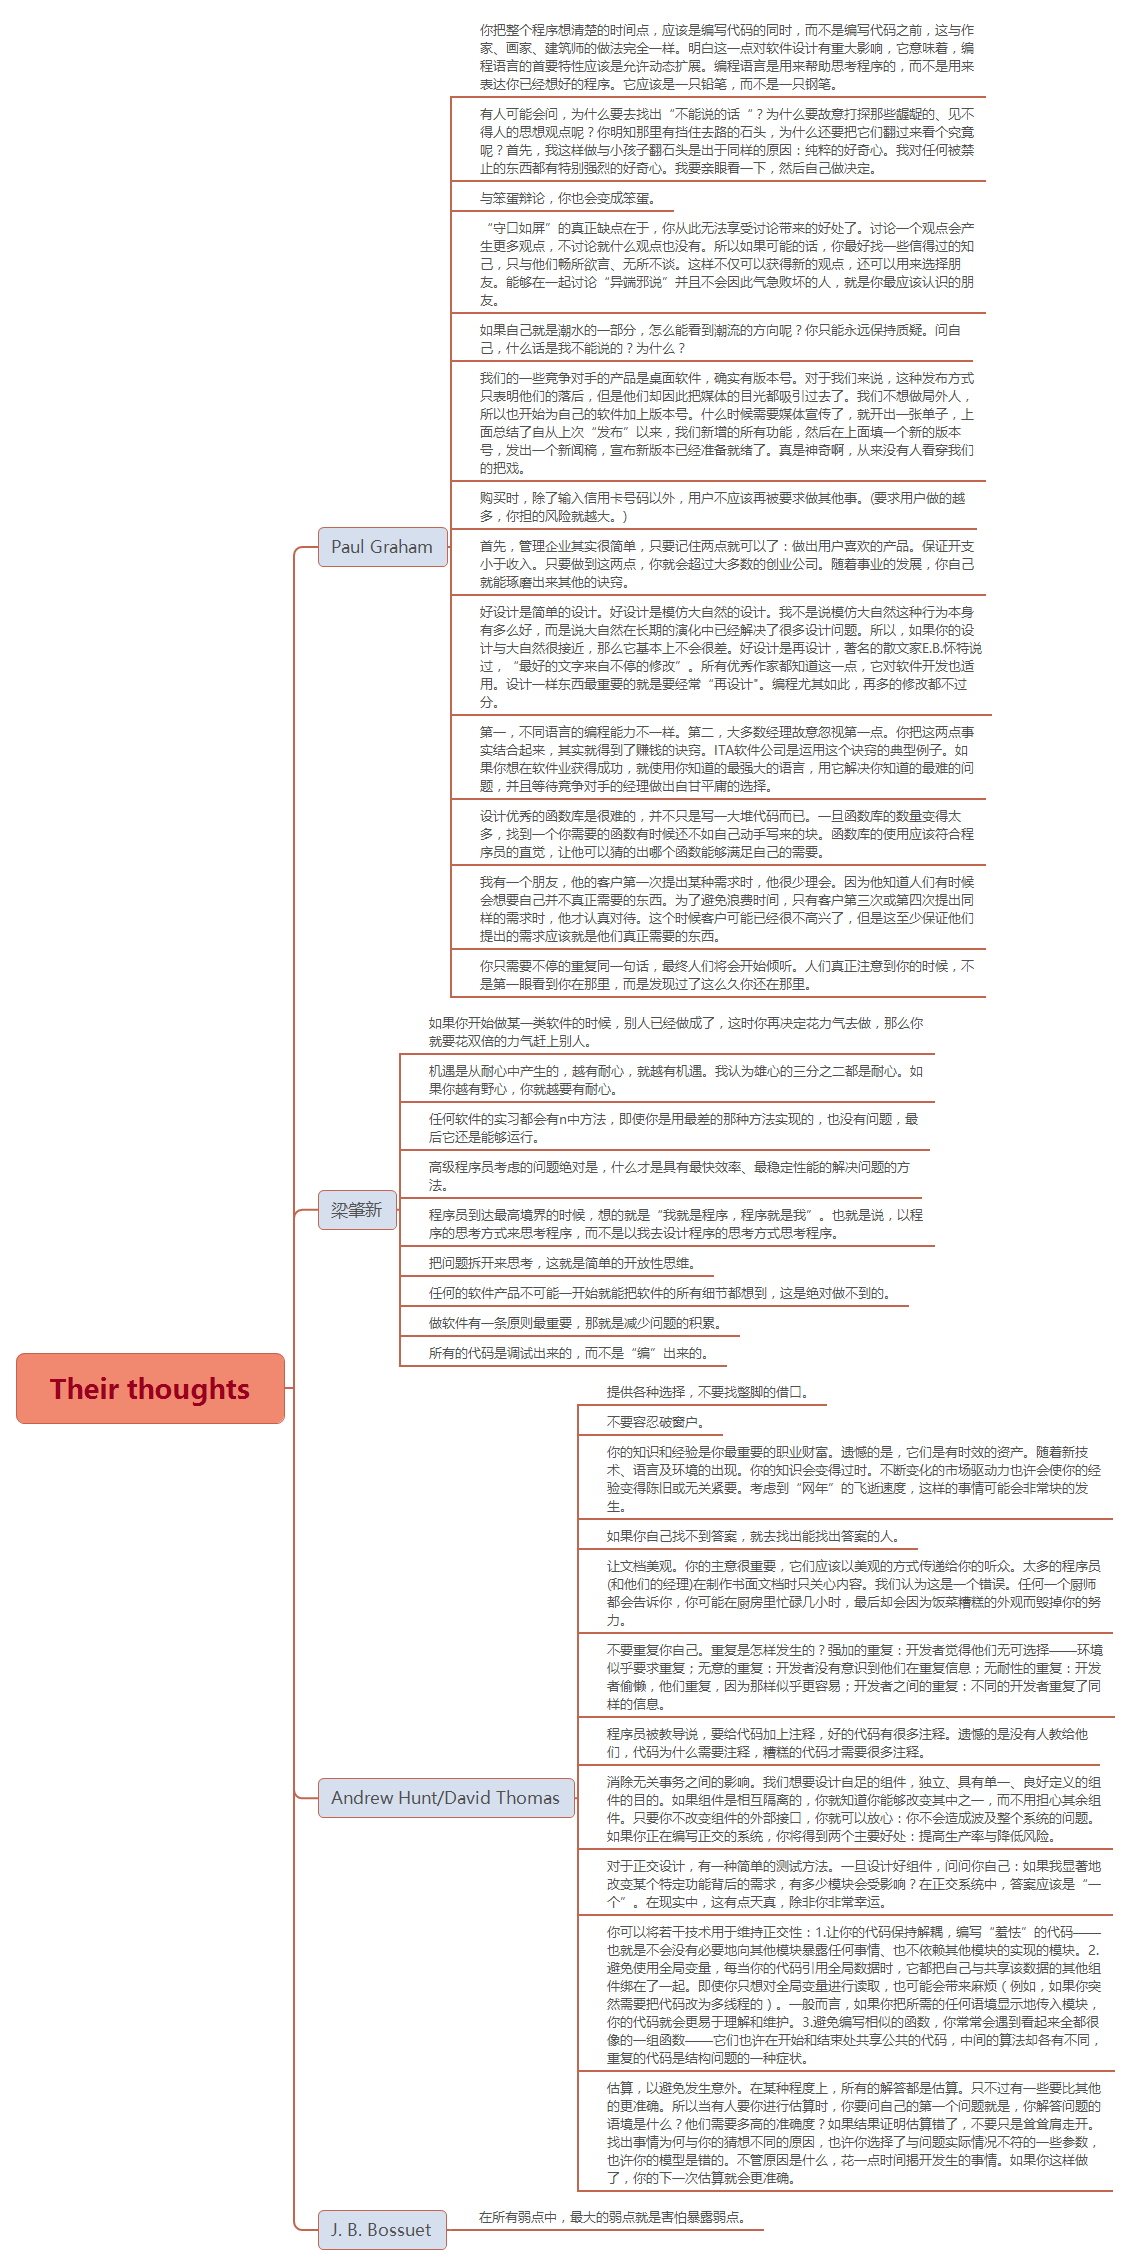 Their thoughts
Paul Graham
你把整个程序想清楚的时间点，应该是编写代码的同时，而不是编写代码之前，这与作
家、画家、建筑师的做法完全一样。明白这一点对软件设计有重大影响，它意味着，编
程语言的首要特性应该是允许动态扩展。编程语言是用来帮助思考程序的，而不是用来
表达你已经想好的程序。它应该是一只铅笔，而不是一只钢笔。
有人可能会问，为什么要去找出“不能说的话“？为什么要故意打探那些龌龊的、见不
得人的思想观点呢？你明知那里有挡住去路的石头，为什么还要把它们翻过来看个究竟
呢？首先，我这样做与小孩子翻石头是出于同样的原因：纯粹的好奇心。我对任何被禁
止的东西都有特别强烈的好奇心。我要亲眼看一下，然后自己做决定。
与笨蛋辩论，你也会变成笨蛋。
“守口如屏”的真正缺点在于，你从此无法享受讨论带来的好处了。讨论一个观点会产
生更多观点，不讨论就什么观点也没有。所以如果可能的话，你最好找一些信得过的知
己，只与他们畅所欲言、无所不谈。这样不仅可以获得新的观点，还可以用来选择朋
友。能够在一起讨论“异端邪说”并且不会因此气急败坏的人，就是你最应该认识的朋
友。
如果自己就是潮水的一部分，怎么能看到潮流的方向呢？你只能永远保持质疑。问自
己，什么话是我不能说的？为什么？
我们的一些竞争对手的产品是桌面软件，确实有版本号。对于我们来说，这种发布方式
只表明他们的落后，但是他们却因此把媒体的目光都吸引过去了。我们不想做局外人，
所以也开始为自己的软件加上版本号。什么时候需要媒体宣传了，就开出一张单子，上
面总结了自从上次“发布”以来，我们新增的所有功能，然后在上面填一个新的版本
号，发出一个新闻稿，宣布新版本已经准备就绪了。真是神奇啊，从来没有人看穿我们
的把戏。
购买时，除了输入信用卡号码以外，用户不应该再被要求做其他事。(要求用户做的越
多，你担的风险就越大。)
首先，管理企业其实很简单，只要记住两点就可以了：做出用户喜欢的产品。保证开支
小于收入。只要做到这两点，你就会超过大多数的创业公司。随着事业的发展，你自己
就能琢磨出来其他的诀窍。
好设计是简单的设计。好设计是模仿大自然的设计。我不是说模仿大自然这种行为本身
有多么好，而是说大自然在长期的演化中已经解决了很多设计问题。所以，如果你的设
计与大自然很接近，那么它基本上不会很差。好设计是再设计，著名的散文家E.B.怀特说
过，“最好的文字来自不停的修改”。所有优秀作家都知道这一点，它对软件开发也适
用。设计一样东西最重要的就是要经常“再设计"。编程尤其如此，再多的修改都不过
分。
第一，不同语言的编程能力不一样。第二，大多数经理故意忽视第一点。你把这两点事
实结合起来，其实就得到了赚钱的诀窍。ITA软件公司是运用这个诀窍的典型例子。如
果你想在软件业获得成功，就使用你知道的最强大的语言，用它解决你知道的最难的问
题，并且等待竞争对手的经理做出自甘平庸的选择。
设计优秀的函数库是很难的，并不只是写一大堆代码而已。一旦函数库的数量变得太
多，找到一个你需要的函数有时候还不如自己动手写来的块。函数库的使用应该符合程
序员的直觉，让他可以猜的出哪个函数能够满足自己的需要。
我有一个朋友，他的客户第一次提出某种需求时，他很少理会。因为他知道人们有时候
会想要自己并不真正需要的东西。为了避免浪费时间，只有客户第三次或第四次提出同
样的需求时，他才认真对待。这个时候客户可能已经很不高兴了，但是这至少保证他们
提出的需求应该就是他们真正需要的东西。
你只需要不停的重复同一句话，最终人们将会开始倾听。人们真正注意到你的时候，不
是第一眼看到你在那里，而是发现过了这么久你还在那里。
梁肇新
如果你开始做某一类软件的时候，别人已经做成了，这时你再决定花力气去做，那么你
就要花双倍的力气赶上别人。
机遇是从耐心中产生的，越有耐心，就越有机遇。我认为雄心的三分之二都是耐心。如
果你越有野心，你就越要有耐心。
任何软件的实习都会有n中方法，即使你是用最差的那种方法实现的，也没有问题，最
后它还是能够运行。
高级程序员考虑的问题绝对是，什么才是具有最快效率、最稳定性能的解决问题的方
法。
程序员到达最高境界的时候，想的就是“我就是程序，程序就是我”。也就是说，以程
序的思考方式来思考程序，而不是以我去设计程序的思考方式思考程序。
把问题拆开来思考，这就是简单的开放性思维。
任何的软件产品不可能一开始就能把软件的所有细节都想到，这是绝对做不到的。
做软件有一条原则最重要，那就是减少问题的积累。
所有的代码是调试出来的，而不是“编”出来的。
Andrew Hunt/David Thomas
提供各种选择，不要找蹩脚的借口。
不要容忍破窗户。
你的知识和经验是你最重要的职业财富。遗憾的是，它们是有时效的资产。随着新技
术、语言及环境的出现。你的知识会变得过时。不断变化的市场驱动力也许会使你的经
验变得陈旧或无关紧要。考虑到“网年”的飞逝速度，这样的事情可能会非常块的发
生。
如果你自己找不到答案，就去找出能找出答案的人。
让文档美观。你的主意很重要，它们应该以美观的方式传递给你的听众。太多的程序员
(和他们的经理)在制作书面文档时只关心内容。我们认为这是一个错误。任何一个厨师
都会告诉你，你可能在厨房里忙碌几小时，最后却会因为饭菜糟糕的外观而毁掉你的努
力。
不要重复你自己。重复是怎样发生的？强加的重复：开发者觉得他们无可选择——环境
似乎要求重复；无意的重复：开发者没有意识到他们在重复信息；无耐性的重复：开发
者偷懒，他们重复，因为那样似乎更容易；开发者之间的重复：不同的开发者重复了同
样的信息。
程序员被教导说，要给代码加上注释，好的代码有很多注释。遗憾的是没有人教给他
们，代码为什么需要注释，糟糕的代码才需要很多注释。
消除无关事务之间的影响。我们想要设计自足的组件，独立、具有单一、良好定义的组
件的目的。如果组件是相互隔离的，你就知道你能够改变其中之一，而不用担心其余组
件。只要你不改变组件的外部接口，你就可以放心：你不会造成波及整个系统的问题。
如果你正在编写正交的系统，你将得到两个主要好处：提高生产率与降低风险。
对于正交设计，有一种简单的测试方法。一旦设计好组件，问问你自己：如果我显著地
改变某个特定功能背后的需求，有多少模块会受影响？在正交系统中，答案应该是“一
个”。在现实中，这有点天真，除非你非常幸运。
你可以将若干技术用于维持正交性：1.让你的代码保持解耦，编写“羞怯”的代码——
也就是不会没有必要地向其他模块暴露任何事情、也不依赖其他模块的实现的模块。2.
避免使用全局变量，每当你的代码引用全局数据时，它都把自己与共享该数据的其他组
件绑在了一起。即使你只想对全局变量进行读取，也可能会带来麻烦（例如，如果你突
然需要把代码改为多线程的）。一般而言，如果你把所需的任何语境显示地传入模块，
你的代码就会更易于理解和维护。3.避免编写相似的函数，你常常会遇到看起来全都很
像的一组函数——它们也许在开始和结束处共享公共的代码，中间的算法却各有不同，
重复的代码是结构问题的一种症状。
估算，以避免发生意外。在某种程度上，所有的解答都是估算。只不过有一些要比其他
的更准确。所以当有人要你进行估算时，你要问自己的第一个问题就是，你解答问题的
语境是什么？他们需要多高的准确度？如果结果证明估算错了，不要只是耸耸肩走开。
找出事情为何与你的猜想不同的原因，也许你选择了与问题实际情况不符的一些参数，
也许你的模型是错的。不管原因是什么，花一点时间揭开发生的事情。如果你这样做
了，你的下一次估算就会更准确。
J. B. Bossuet
在所有弱点中，最大的弱点就是害怕暴露弱点。